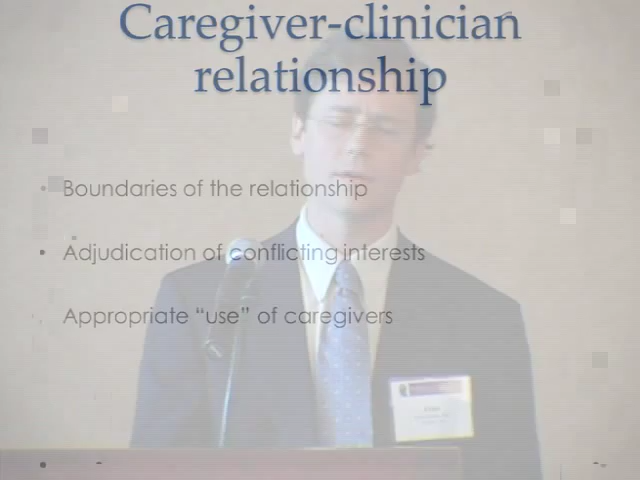 Caregiver-clinician
relationship
Boundaries of the relationship
Adjudication of conflicting interests
Appropriate “use” of caregivers